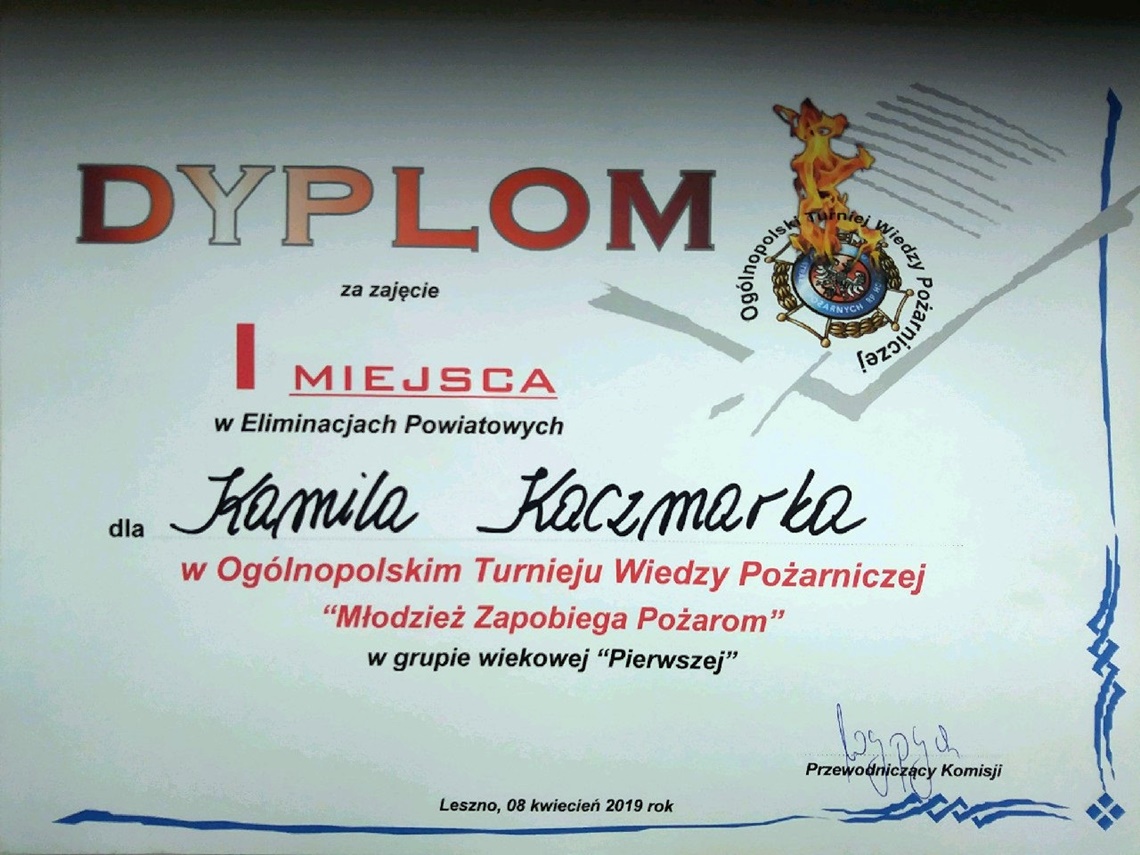 DYPLOM
Ogólnopolski Turniej Wiedzy Pożarniczej
za zajęcie
I MIEJSCA
w Eliminacjach Powiatowych
dla Kamila Kaczmarka
w Ogólnopolskim Turnieju Wiedzy Pożarniczej
“Młodzież Zapobiega Pożarom”
w grupie wiekowej “Pierwszej”
Przewodniczący Komisji
Leszno, 08 kwiecień 2019 rok